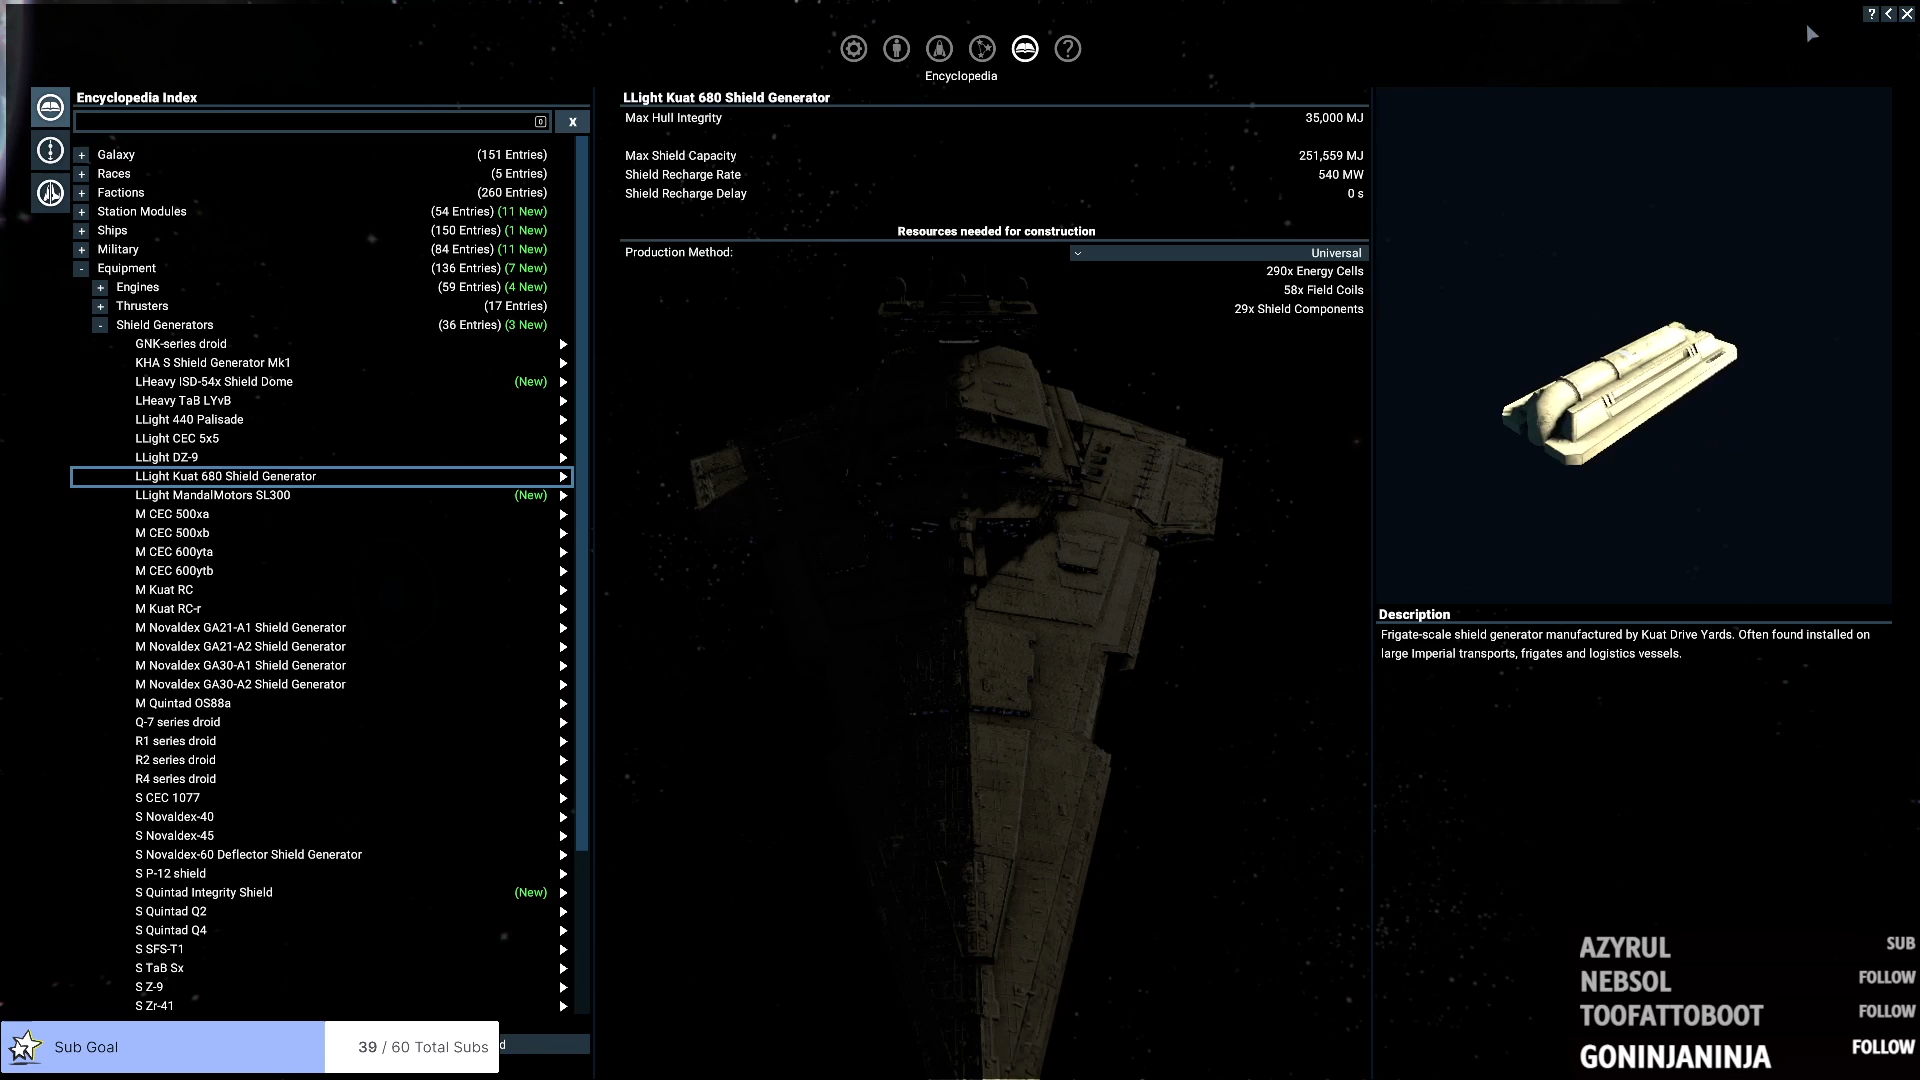 ?
Encyclopedia
Encyclopedia Index
0
X
+ Galaxy (151 Entries)
+ Races (5 Entries)
+ Factions (260 Entries)
+ Station Modules (54 Entries) (11 New)
+ Ships (150 Entries) (1 New)
+ Military (84 Entries) (11 New)
- Equipment (136 Entries) (7 New)
+ Engines (59 Entries) (4 New)
+ Thrusters (17 Entries)
- Shield Generators (36 Entries) (3 New)
GNK-series droid
KHA S Shield Generator Mk1
LHeavy ISD-54x Shield Dome (New)
LHeavy TaB LYvB
LLight 440 Palisade
LLight CEC 5x5
LLight DZ-9
LLight Kuat 680 Shield Generator
LLight MandalMotors SL300 (New)
M CEC 500xa
M CEC 500xb
M CEC 600yta
M CEC 600ytb
M Kuat RC
M Kuat RC-r
M Novaldex GA21-A1 Shield Generator
M Novaldex GA21-A2 Shield Generator
M Novaldex GA30-A1 Shield Generator
M Novaldex GA30-A2 Shield Generator
M Quintad OS88a
Q-7 series droid
R1 series droid
R2 series droid
R4 series droid
S CEC 1077
S Novaldex-40
S Novaldex-45
S Novaldex-60 Deflector Shield Generator
S P-12 shield
S Quintad Integrity Shield (New)
S Quintad Q2
S Quintad Q4
S SFS-T1
S TaB Sx
S Z-9
S Zr-41
Sub Goal 39 / 60 Total Subs
d
LLight Kuat 680 Shield Generator
Max Hull Integrity 35,000 MJ
Max Shield Capacity 251,559 MJ
Shield Recharge Rate 540 MW
Shield Recharge Delay 0 s
Resources needed for construction
Production Method: Universal
290x Energy Cells
58x Field Coils
29x Shield Components
Description
Frigate-scale shield generator manufactured by Kuat Drive Yards. Often found installed on
large Imperial transports, frigates and logistics vessels.
AZYRUL SUB
NEBSOL FOLLOW
TOOFATTOBOOT FOLLOW
GONINJANINJA FOLLOW